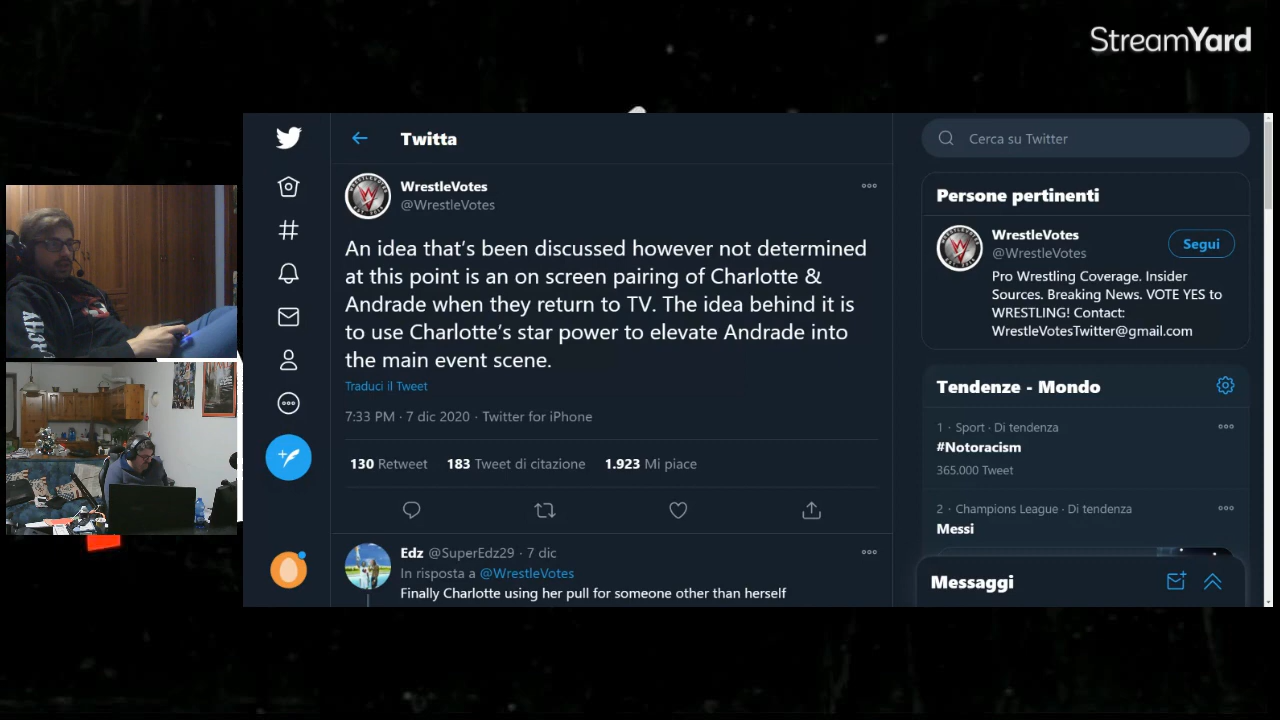 StreamYard
Twitta
WrestleVotes
@WrestleVotes
An idea that's been discussed however not determined
at this point is an on screen pairing of Charlotte &
Andrade when they return to TV. The idea behind it is
to use Charlotte's star power to elevate Andrade into
the main event scene.
Traduci il Tweet
7:33 PM · 7 dic 2020 · Twitter for iPhone
130 Retweet 183 Tweet di citazione 1.923 Mi piace
Edz @SuperEdz29 · 7 dic
In risposta a @WrestleVotes
Finally Charlotte using her pull for someone other than herself
Cerca su Twitter
Persone pertinenti
WrestleVotes
@WrestleVotes
Segui
Pro Wrestling Coverage. Insider
Sources. Breaking News. VOTE YES to
WRESTLING! Contact:
WrestleVotesTwitter@gmail.com
Tendenze - Mondo
1 · Sport · Di tendenza
#Notoracism
365.000 Tweet
2 · Champions League · Di tendenza
Messi
Messaggi